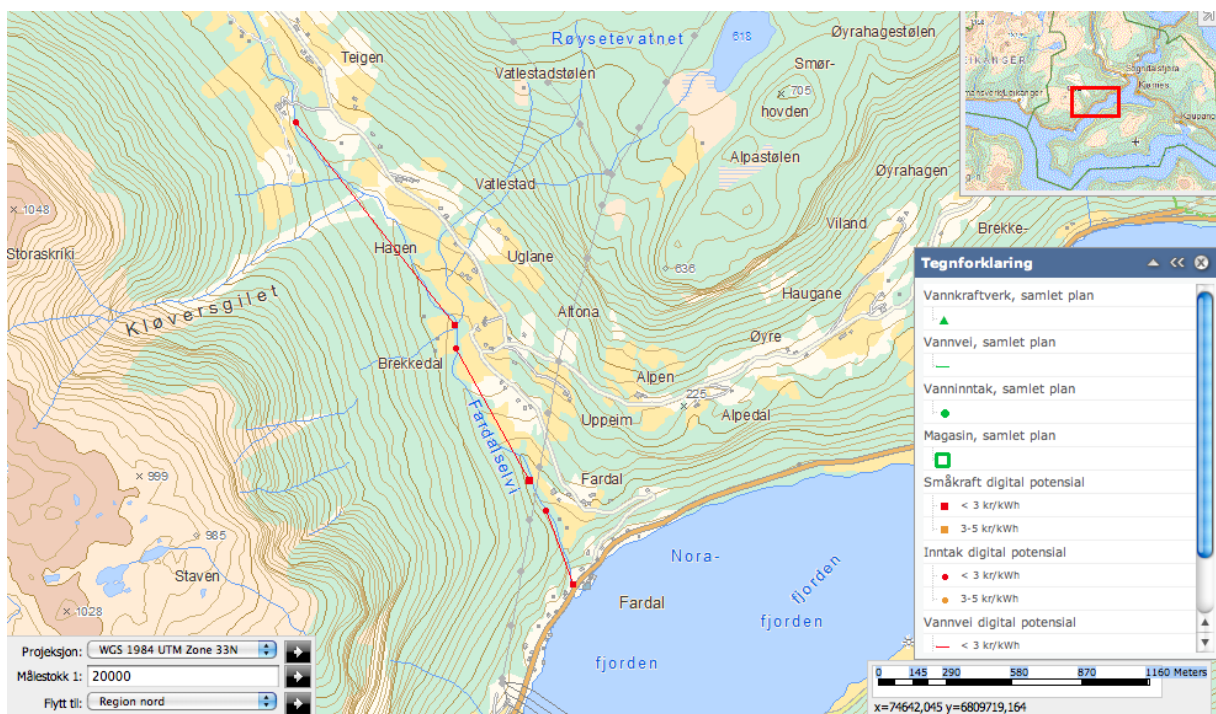 Teigen
Røysetevatnet
618
Øyrahagestølen
Vatlestadstølen
Smør-
hovden
705
Alpastølen
Øyrahagen
Vatlestad
1048
Storaskriki
Hagen
Uglane
Viland
Brekke-
636
Kløversgilet
Haugane
Altona
Øyre
Brekkedal
Alpen
225
Uppeim
Alpedal
Fardalselvi
999
Fardal
985
Staven
Nora-
fjorden
fjorden
Fardal
1028
fjorden
EIKANGER
Sogndalsfjøra
Kaupang
Tegnforklaring
Vannkraftverk, samlet plan
Vannvei, samlet plan
Vanninntak, samlet plan
Magasin, samlet plan
Småkraft digital potensial
< 3 kr/kWh
3-5 kr/kWh
Inntak digital potensial
< 3 kr/kWh
3-5 kr/kWh
Vannvei digital potensial
< 3 kr/kWh
Projeksjon: WGS 1984 UTM Zone 33N
Målestokk 1: 20000
Flytt til: Region nord
0 145 290 580 870 1160 Meters
x=74642,045 y=6809719,164